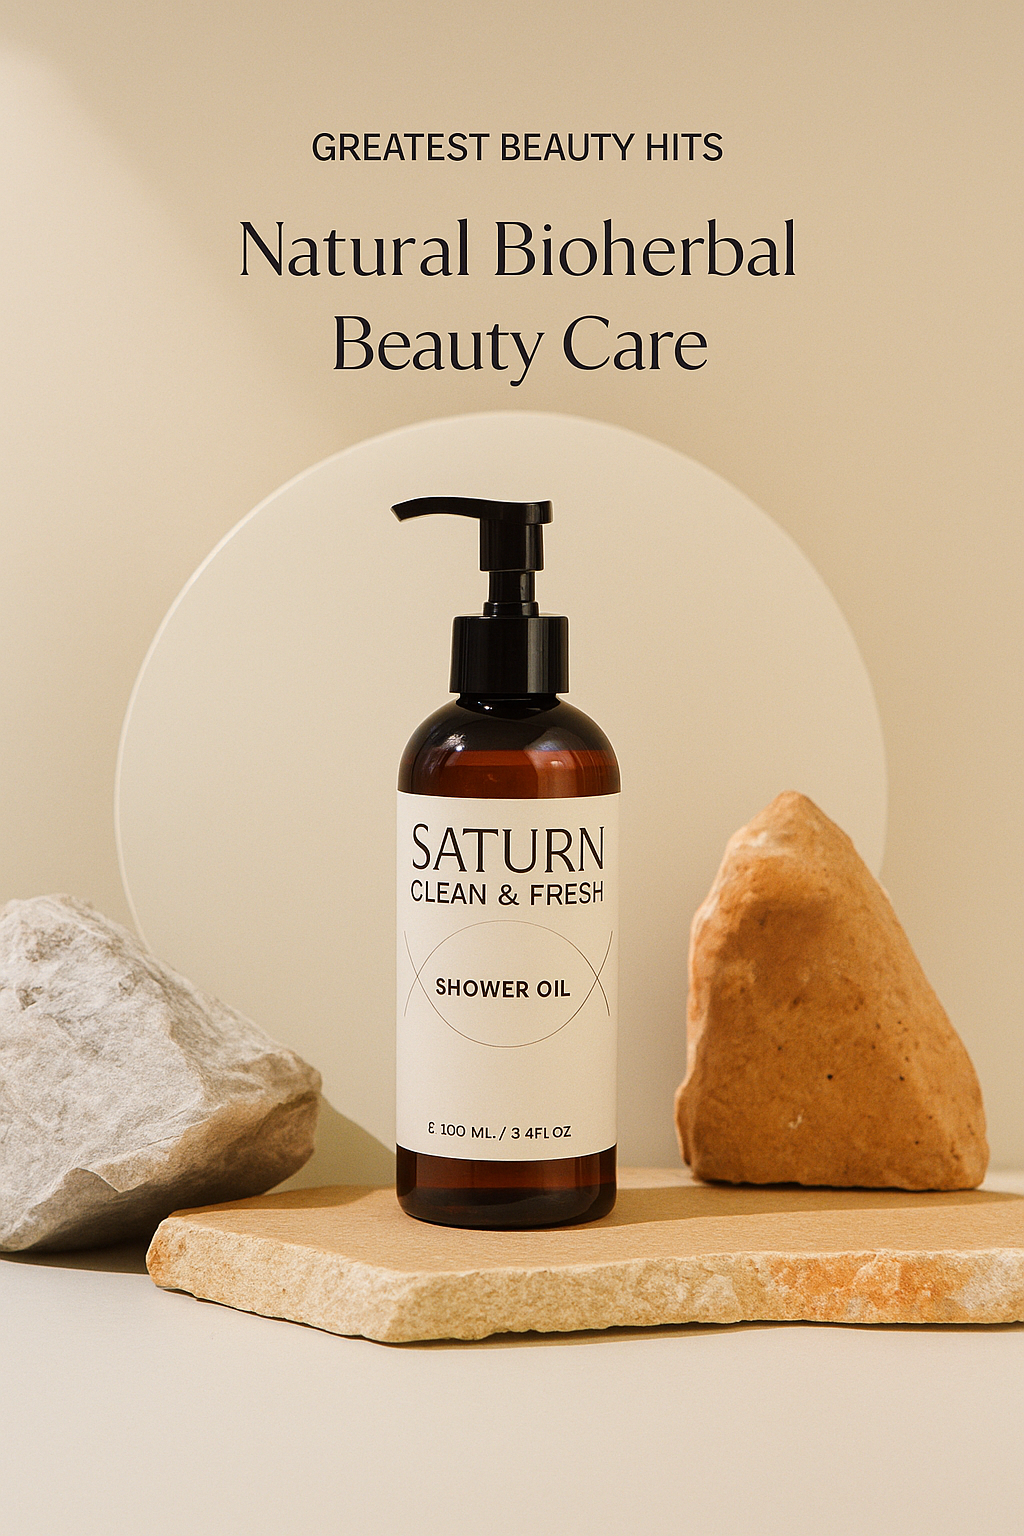 GREATEST BEAUTY HITS
Natural Bioherbal
Beauty Care
SATURN
CLEAN & FRESH
SHOWER OIL
ε 100 ML. / 3 4FL OZ